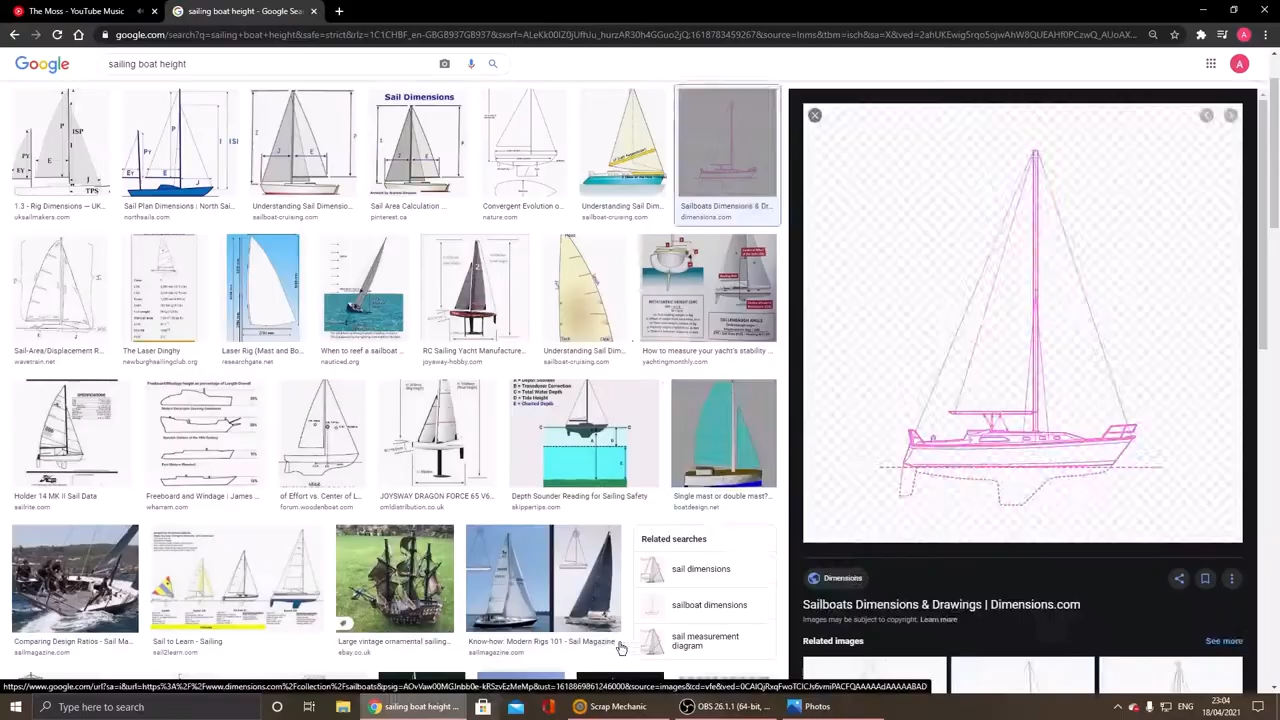 The Moss - YouTube Music
sailing boat height - Google Sea
Google
sailing boat height
A
Sail Dimensions
1.3 - Rig Dimensions — UK...
uksailmakers.com
Sail Plan Dimensions | North Sai...
northsails.com
Understanding Sail Dimensio...
sailboat-cruising.com
Sail Area Calculation ...
pinterest.ca
Convergent Evolution o...
nature.com
Understanding Sail Dim...
sailboat-cruising.com
Sailboats Dimensions & Dr...
dimensions.com
Sail-Area/Displacement R...
wavetrain.net
The Laser Dinghy
newburghsailingclub.org
Laser Rig (Mast and Bo...
researchgate.net
When to reef a sailboat ...
nauticed.org
RC Sailing Yacht Manufacture...
joysway-hobby.com
Understanding Sail Dim...
sailboat-cruising.com
How to measure your yacht's stability ...
yachtingmonthly.com
Holder 14 MK II Sail Data
sailrite.com
Freeboard and Windage | James ...
wharram.com
of Effort vs. Center of L...
forum.woodenboat.com
JOYSWAY DRAGON FORCE 65 V6...
cmldistribution.co.uk
B = Transducer Correction
C = Total Water Depth
D = Tide Height
E = Charted Depth
Depth Sounder Reading for Sailing Safety
skippertips.com
Single mast or double mast?...
boatdesign.net
Comparing Design Ratios - Sail Ma...
sailmagazine.com
Sail to Learn - Sailing
sail2learn.com
Large vintage ornamental sailing...
ebay.co.uk
Know-how: Modern Rigs 101 - Sail Magazine
sailmagazine.com
Related searches
sail dimensions
sailboat dimensions
sail measurement
diagram
Dimensions
Sailboats Dimensions & Drawings | Dimensions.com
Images may be subject to copyright. Learn more
Related images
See more
Type here to search
sailing boat height ...
Scrap Mechanic
OBS 26.1.1 (64-bit, ...
Photos
23:04
18/04/2021